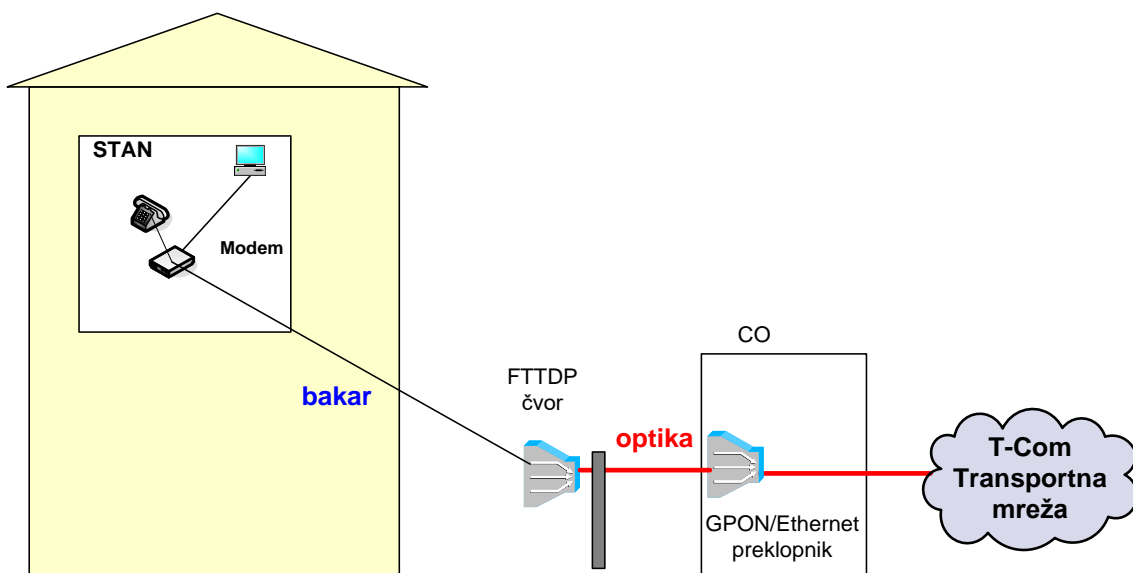 STAN
Modem
bakar
FTTDP
čvor
optika
CO
GPON/Ethernet
preklopnik
T-Com
Transportna
mreža